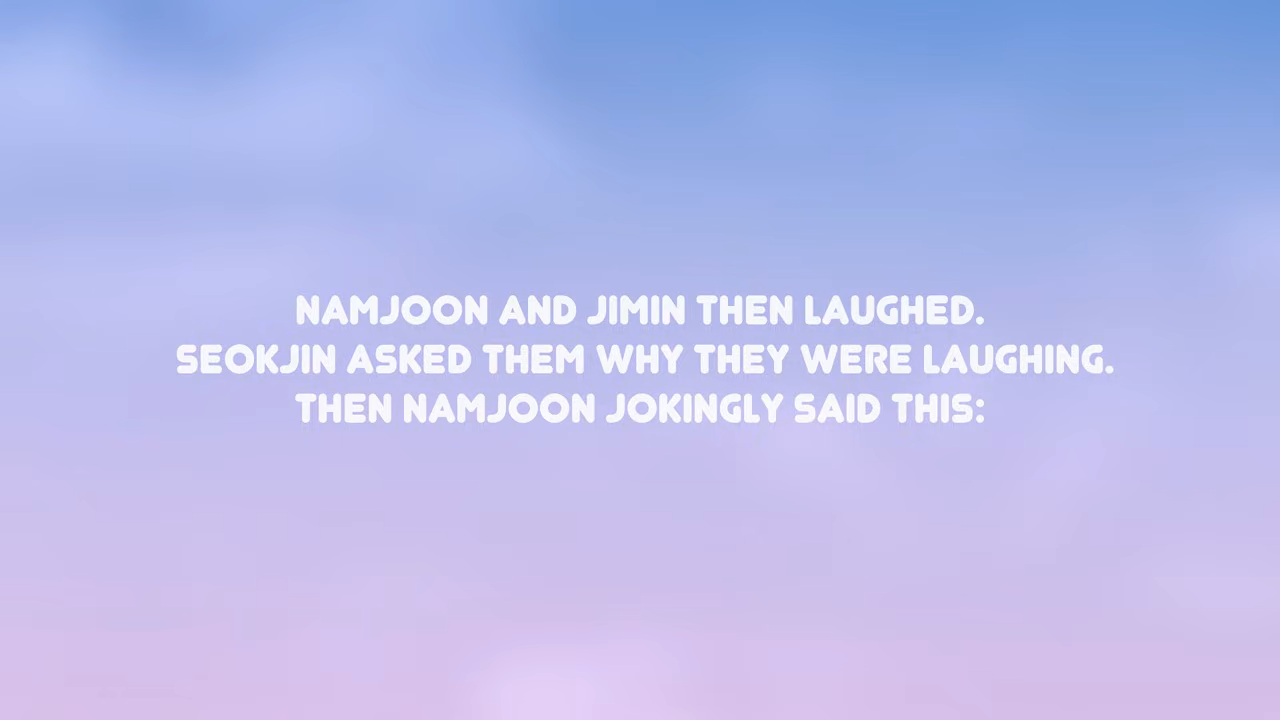 NAMJOON AND JIMIN THEN LAUGHED.
SEOKJIN ASKED THEM WHY THEY WERE LAUGHING.
THEN NAMJOON JOKINGLY SAID THIS: